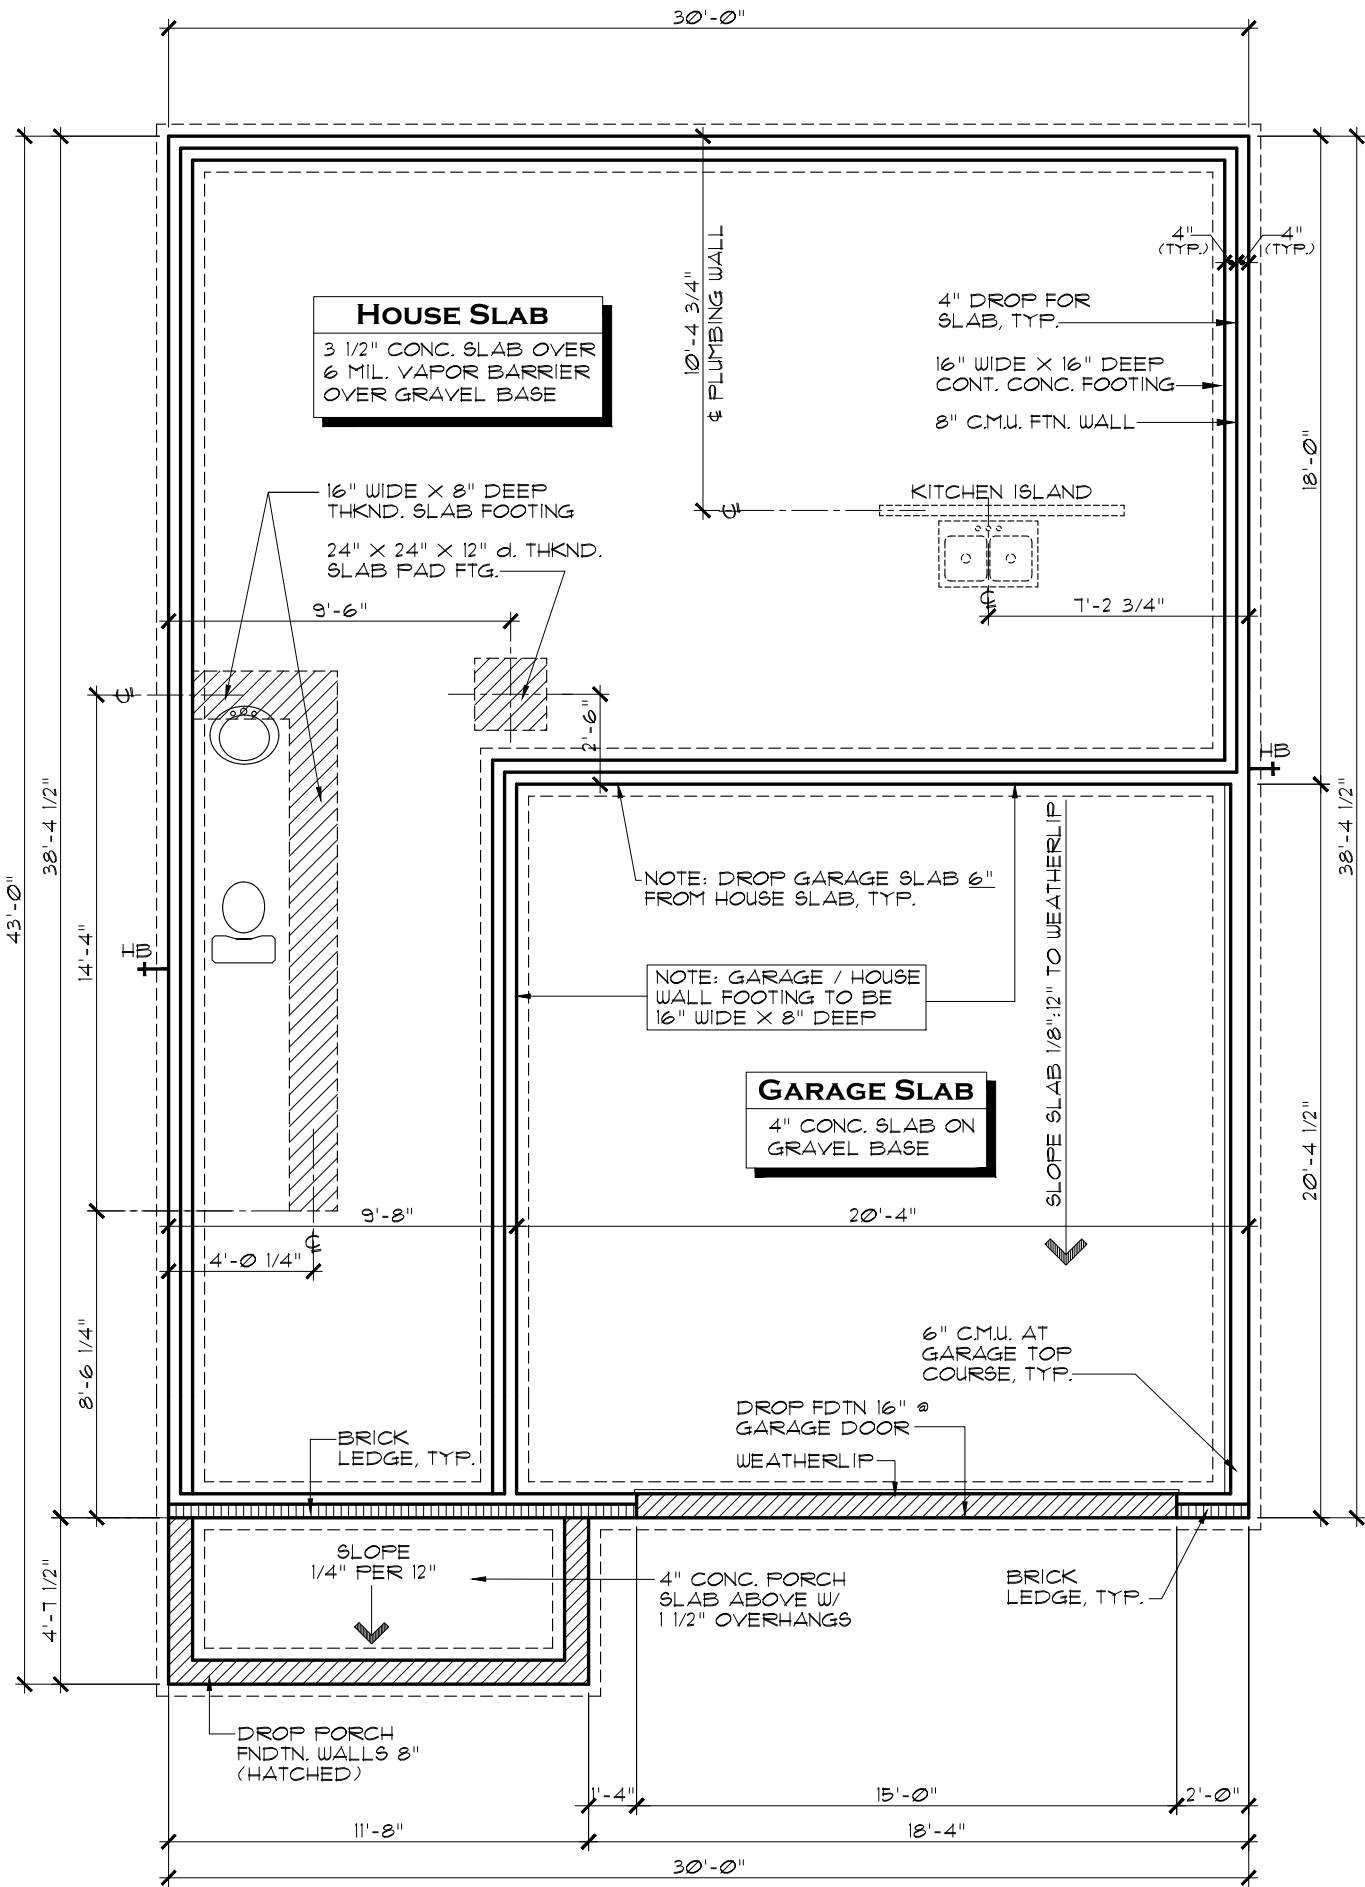 30'-0"
4"
(TYP.)
4"
(TYP.)
HOUSE SLAB
3 1/2" CONC. SLAB OVER
6 MIL. VAPOR BARRIER
OVER GRAVEL BASE
10'-4 3/4"
℄ PLUMBING WALL
4" DROP FOR
SLAB, TYP.
16" WIDE X 16" DEEP
CONT. CONC. FOOTING
8" C.M.U. FTN. WALL
18'-0"
16" WIDE X 8" DEEP
THKND. SLAB FOOTING
24" X 24" X 12" d. THKND.
SLAB PAD FTG.
KITCHEN ISLAND
℄
℄
9'-6"
7'-2 3/4"
℄
2'-6"
HB
38'-4 1/2"
43'-0"
14'-4"
HB
38'-4 1/2"
NOTE: DROP GARAGE SLAB 6"
FROM HOUSE SLAB, TYP.
NOTE: GARAGE / HOUSE
WALL FOOTING TO BE
16" WIDE X 8" DEEP
SLOPE SLAB 1/8":12" TO WEATHERLIP
GARAGE SLAB
4" CONC. SLAB ON
GRAVEL BASE
20'-4 1/2"
9'-8"
20'-4"
℄
4'-0 1/4"
8'-6 1/4"
6" C.M.U. AT
GARAGE TOP
COURSE, TYP.
DROP FDTN 16" @
GARAGE DOOR
WEATHERLIP
BRICK
LEDGE, TYP.
SLOPE
1/4" PER 12"
4'-7 1/2"
4" CONC. PORCH
SLAB ABOVE W/
1 1/2" OVERHANGS
BRICK
LEDGE, TYP.
DROP PORCH
FNDTN. WALLS 8"
(HATCHED)
1'-4"
15'-0"
2'-0"
11'-8"
18'-4"
30'-0"